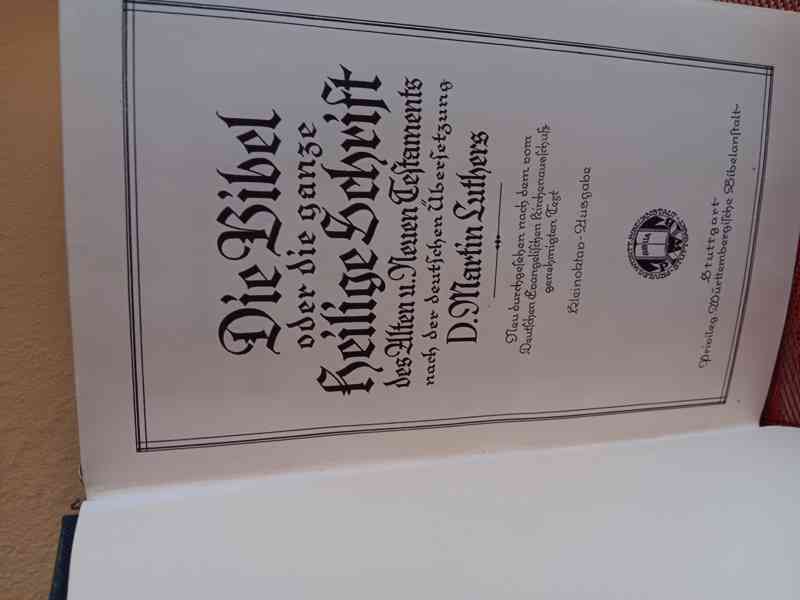 Die Bibel
oder die ganze
Heilige Schrift
des Alten u. Neuen Testaments
nach der deutschen Übersetzung
D. Martin Luthers
Neu durchgesehen nach dem vom
Deutschen Evangelischen Kirchenausschuß
genehmigten Text
Kleinoktav-Ausgabe
Stuttgart
Privileg. Württembergische Bibelanstalt